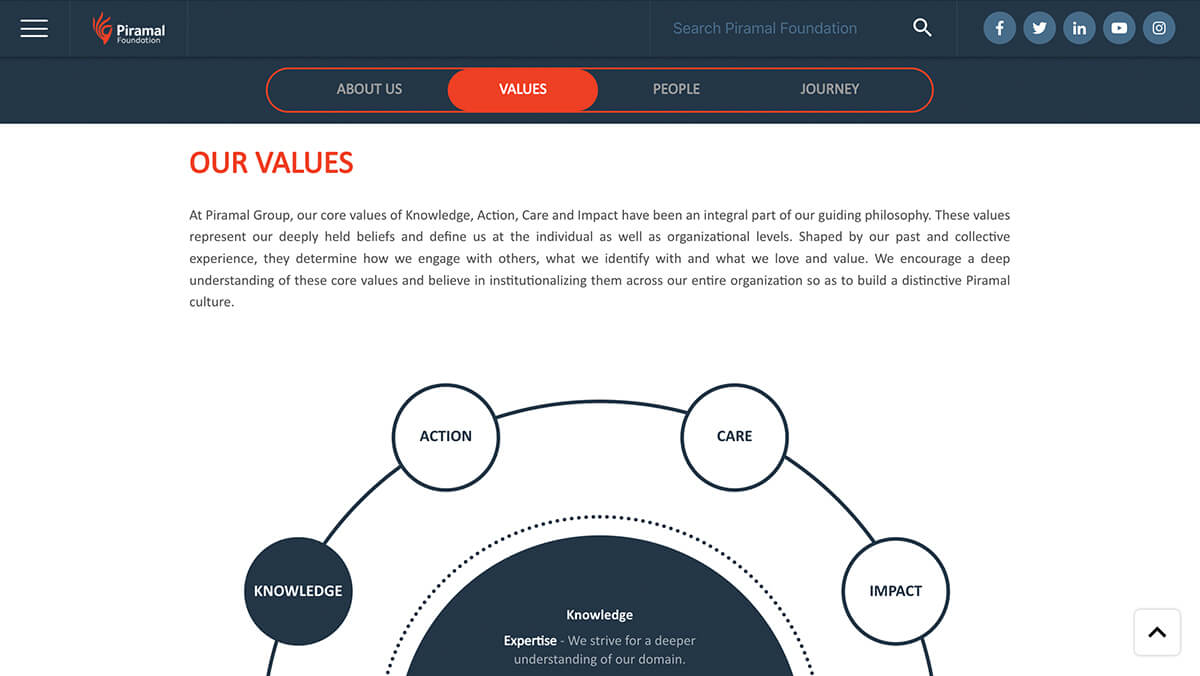 Piramal
Foundation
Search Piramal Foundation
ABOUT US
VALUES
PEOPLE
JOURNEY
OUR VALUES
At Piramal Group, our core values of Knowledge, Action, Care and Impact have been an integral part of our guiding philosophy. These values
represent our deeply held beliefs and define us at the individual as well as organizational levels. Shaped by our past and collective
experience, they determine how we engage with others, what we identify with and what we love and value. We encourage a deep
understanding of these core values and believe in institutionalizing them across our entire organization so as to build a distinctive Piramal
culture.
ACTION
CARE
KNOWLEDGE
IMPACT
Knowledge
Expertise - We strive for a deeper
understanding of our domain.